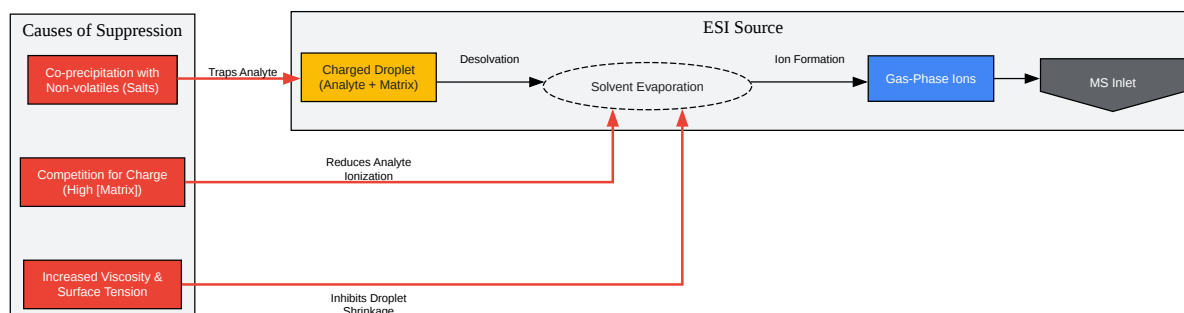 Causes of Suppression
ESI Source
Co-precipitation with
Non-volatiles (Salts)
Traps Analyte
Charged Droplet
(Analyte + Matrix)
Desolvation
Solvent Evaporation
Ion Formation
Gas-Phase Ions
MS Inlet
Competition for Charge
(High [Matrix])
Reduces Analyte
Ionization
Increased Viscosity &
Surface Tension
Inhibits Droplet
Shrinkage